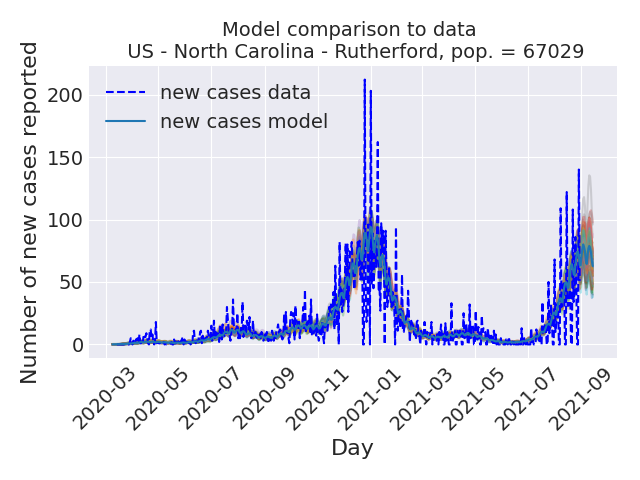 Model comparison to data
US - North Carolina - Rutherford, pop. = 67029
Number of new cases reported
new cases data
new cases model
200
150
100
50
0
2020-03
2020-05
2020-07
2020-09
2020-11
2021-01
2021-03
2021-05
2021-07
2021-09
Day